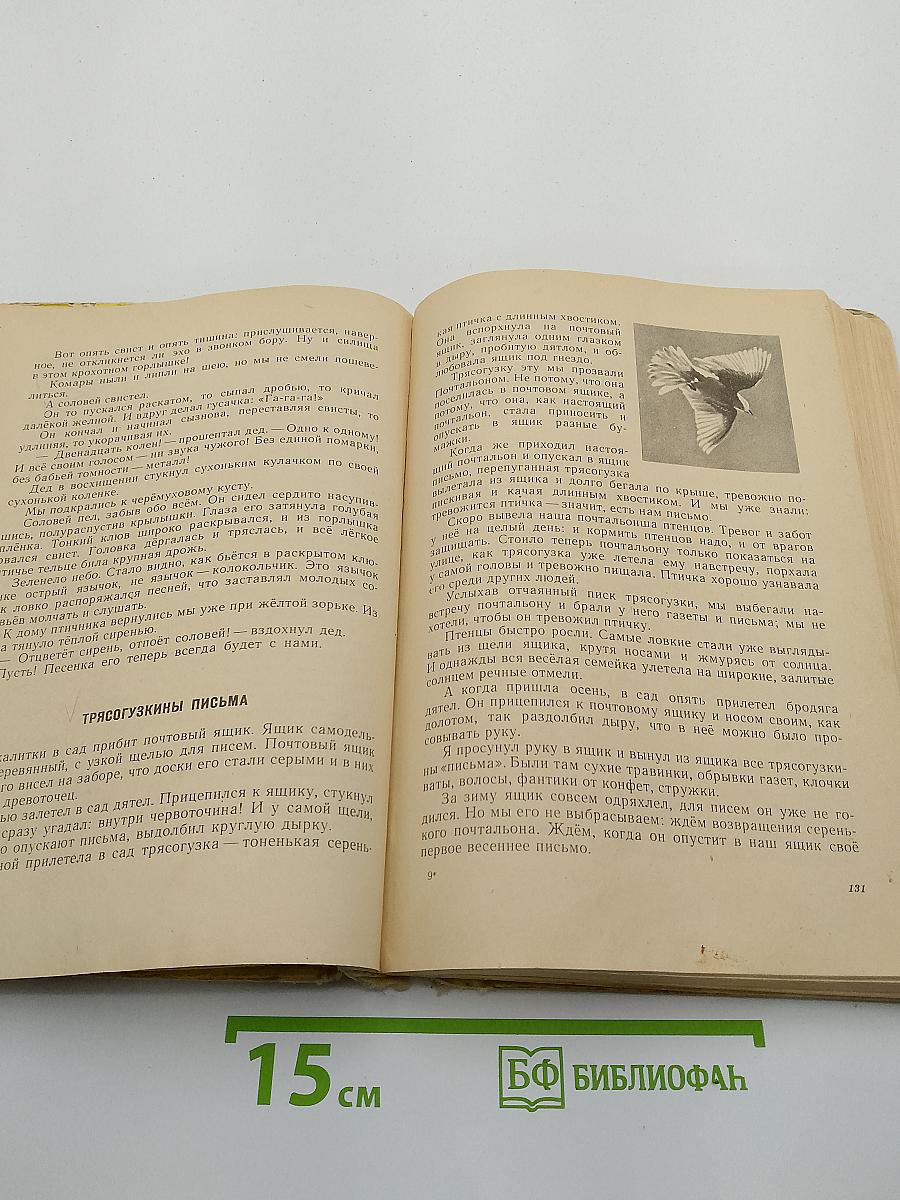 Вот опять свист и опять тишина: прислушивается, навер-
ное, не откликнется ли эхо в звонком бору. Ну и силища
в этом крохотном горлышке!
Комары ныли и липли на шею, но мы не смели пошеве-
литься.
А соловей свистел.
Он то пускался раскатом, то сыпал дробью, то кричал
далёкой желной. И вдруг делал гусачка: «Га-га-га!»
Он кончал и начинал сызнова, переставляя свисты, то
удлиняя, то укорачивая их.
— Двенадцать колен! — прошептал дед. — Одно к одному!
И всё своим голосом — ни звука чужого! Без единой помарки,
без бабьей томности — металл!
Дед в восхищении стукнул сухоньким кулачком по своей
сухонькой коленке.
Мы подкрались к черёмуховому кусту.
Соловей пел, забыв обо всём. Он сидел сердито насупив-
шись, полураспустив крылышки. Глаза его затянула голубая
плёнка. Тонкий клюв широко раскрывался, и из горлышка
рвался свист. Головка дёргалась и тряслась, и всё лёгкое
птичье тельце била крупная дрожь.
Зеленело небо. Стало видно, как бьётся в раскрытом клю-
ве острый язычок, не язычок — колокольчик. Это язычок
к ловко распоряжался песней, что заставлял молодых со-
вьёв молчать и слушать.
К дому птичника вернулись мы уже при жёлтой зорьке. Из
а тянуло тёплой сиренью.
— Отцветёт сирень, отпоёт соловей! — вздохнул дед.
Пусть! Песенка его теперь всегда будет с нами.
ТРЯСОГУЗКИНЫ ПИСЬМА
калитки в сад прибит почтовый ящик. Ящик самодель-
еревянный, с узкой щелью для писем. Почтовый ящик
го висел на заборе, что доски его стали серыми и в них
древоточец.
ью залетел в сад дятел. Прицепился к ящику, стукнул
сразу угадал: внутри червоточина! И у самой щели,
о опускают письма, выдолбил круглую дырку.
ной прилетела в сад трясогузка — тоненькая серень-
кая птичка с длинным хвостиком.
Она вспорхнула на почтовый
ящик, заглянула одним глазком
в дыру, пробитую дятлом, и об-
любовала ящик под гнездо.
Трясогузку эту мы прозвали
Почтальоном. Не потому, что она
поселилась в почтовом ящике, а
потому, что она, как настоящий
почтальон, стала приносить и
опускать в ящик разные бу-
мажки.
Когда же приходил настоя-
щий почтальон и опускал в ящик
письмо, перепуганная трясогузка
вылетала из ящика и долго бегала по крыше, тревожно по-
пискивая и качая длинным хвостиком. И мы уже знали:
тревожится птичка — значит, есть нам письмо.
Скоро вывела наша почтальонша птенцов. Тревог и забот
у неё на целый день: и кормить птенцов надо, и от врагов
защищать. Стоило теперь почтальону только показаться на
улице, как трясогузка уже летела ему навстречу, порхала
у самой головы и тревожно пищала. Птичка хорошо узнавала
его среди других людей.
Услыхав отчаянный писк трясогузки, мы выбегали на-
встречу почтальону и брали у него газеты и письма; мы не
хотели, чтобы он тревожил птичку.
Птенцы быстро росли. Самые ловкие стали уже выгляды-
вать из щели ящика, крутя носами и жмурясь от солнца.
И однажды вся весёлая семейка улетела на широкие, залитые
солнцем речные отмели.
А когда пришла осень, в сад опять прилетел бродяга
дятел. Он прицепился к почтовому ящику и носом своим, как
долотом, так раздолбил дыру, что в неё можно было про-
совывать руку.
Я просунул руку в ящик и вынул из ящика все трясогузки-
ны «письма». Были там сухие травинки, обрывки газет, клочки
ваты, волосы, фантики от конфет, стружки.
За зиму ящик совсем одряхлел, для писем он уже не го-
дился. Но мы его не выбрасываем: ждём возвращения серень-
кого почтальона. Ждём, когда он опустит в наш ящик своё
первое весеннее письмо.
9*
131
15 см
БФ БИБЛИОФАН